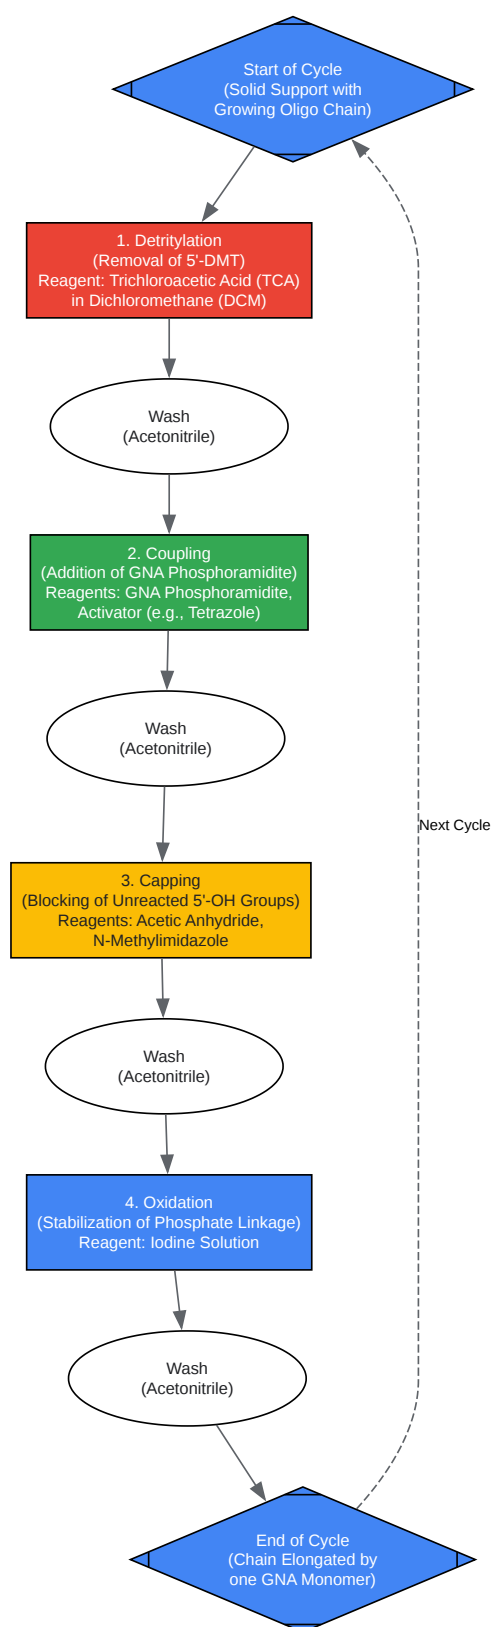 Start of Cycle
(Solid Support with
Growing Oligo Chain)
1. Detritylation
(Removal of 5'-DMT)
Reagent: Trichloroacetic Acid (TCA)
in Dichloromethane (DCM)
Wash
(Acetonitrile)
2. Coupling
(Addition of GNA Phosphoramidite)
Reagents: GNA Phosphoramidite,
Activator (e.g., Tetrazole)
Wash
(Acetonitrile)
Next Cycle
3. Capping
(Blocking of Unreacted 5'-OH Groups)
Reagents: Acetic Anhydride,
N-Methylimidazole
Wash
(Acetonitrile)
4. Oxidation
(Stabilization of Phosphate Linkage)
Reagent: Iodine Solution
Wash
(Acetonitrile)
End of Cycle
(Chain Elongated by
one GNA Monomer)